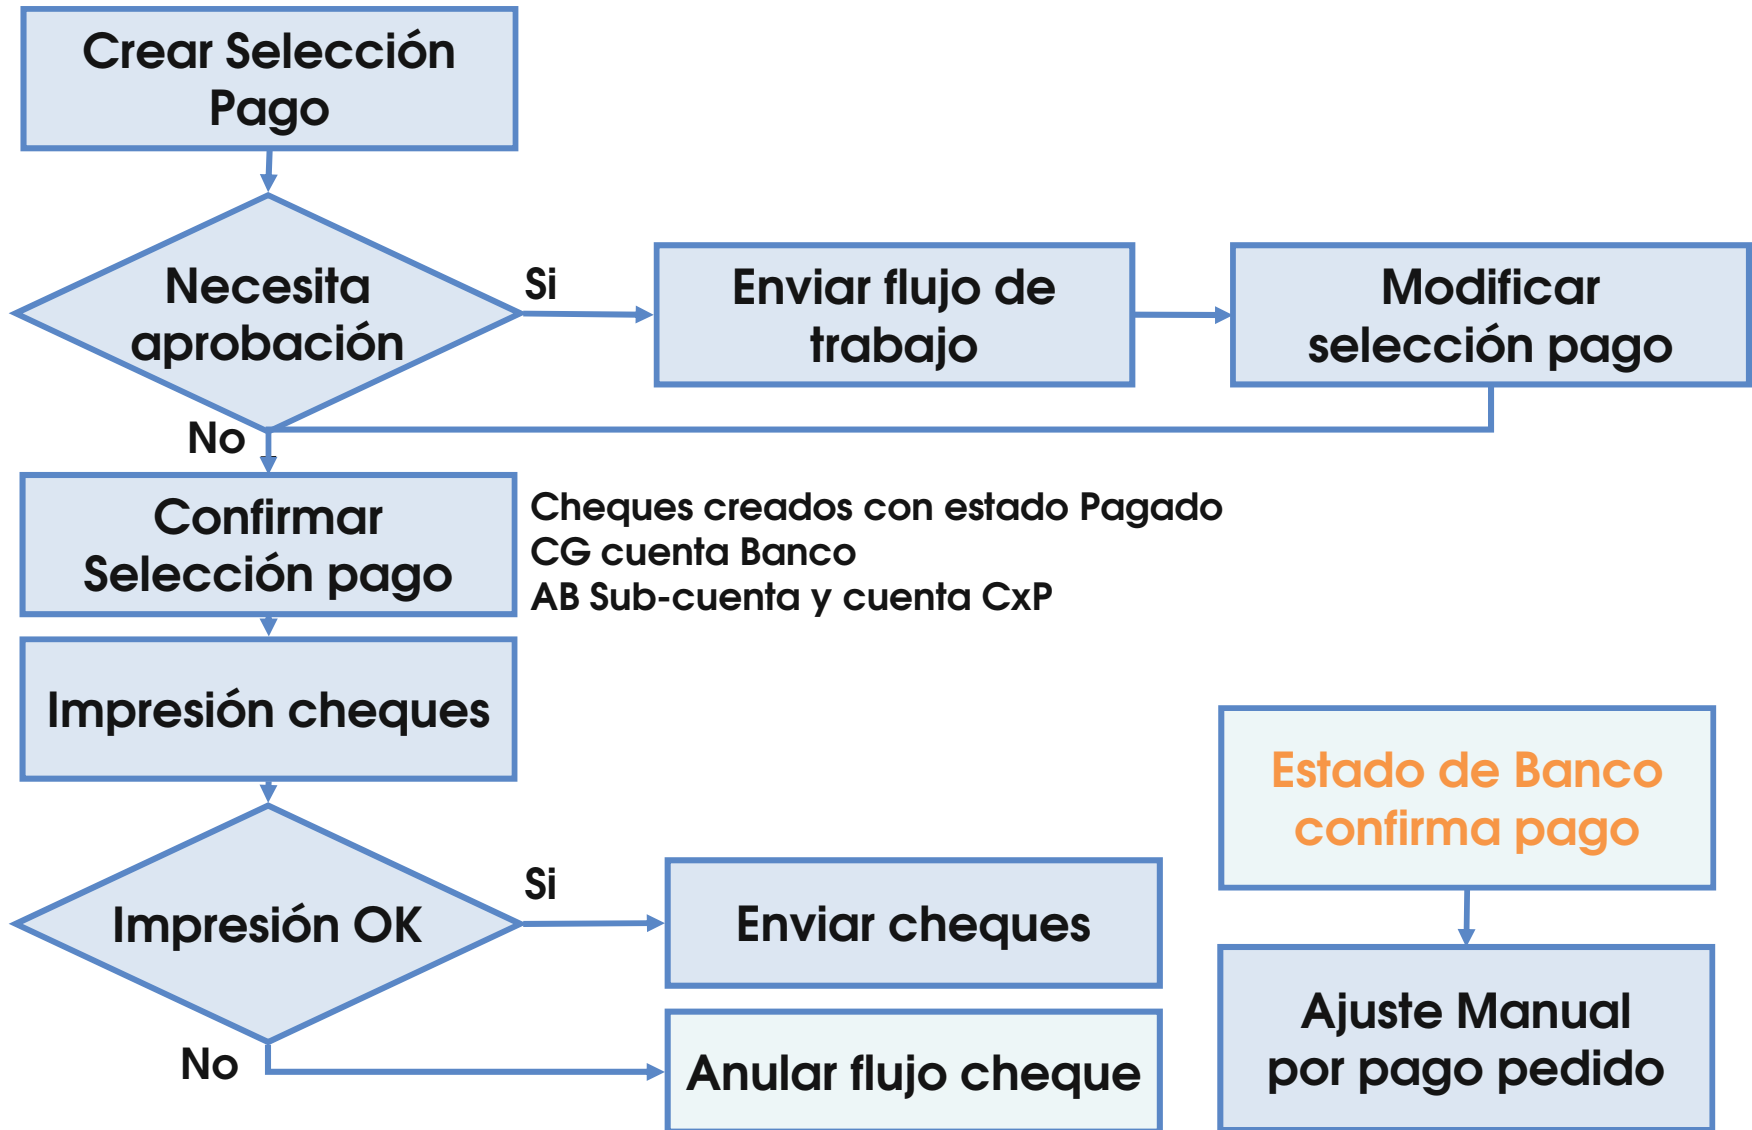 Crear Selección
Pago
Necesita
aprobación
Si
Enviar flujo de
trabajo
Modificar
selección pago
No
Confirmar
Selección pago
Cheques creados con estado Pagado
CG cuenta Banco
AB Sub-cuenta y cuenta CxP
Impresión cheques
Impresión OK
Si
Enviar cheques
No
Anular flujo cheque
Estado de Banco
confirma pago
Ajuste Manual
por pago pedido